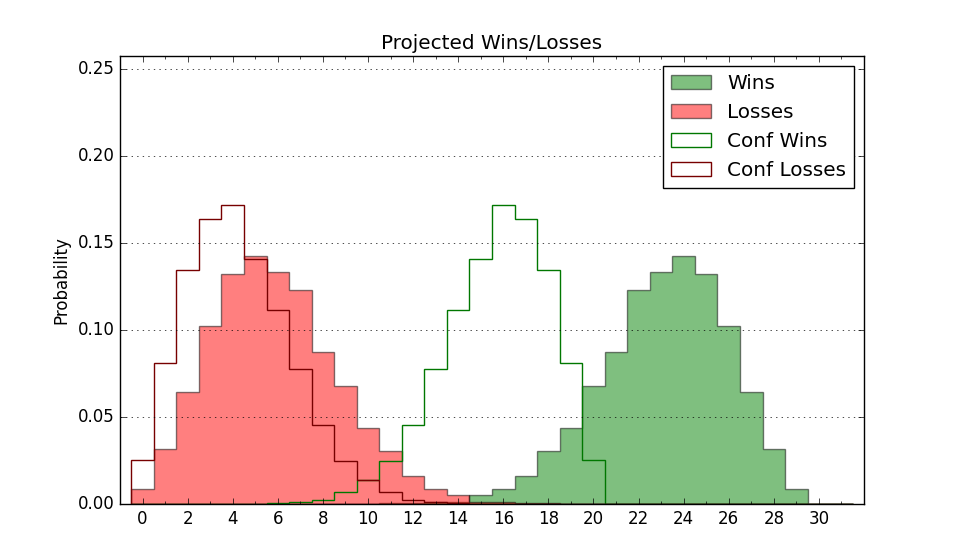 Projected Wins/Losses
Wins
Losses
Conf Wins
Conf Losses
Probability
0.25
0.20
0.15
0.10
0.05
0.00
0 2 4 6 8 10 12 14 16 18 20 22 24 26 28 30